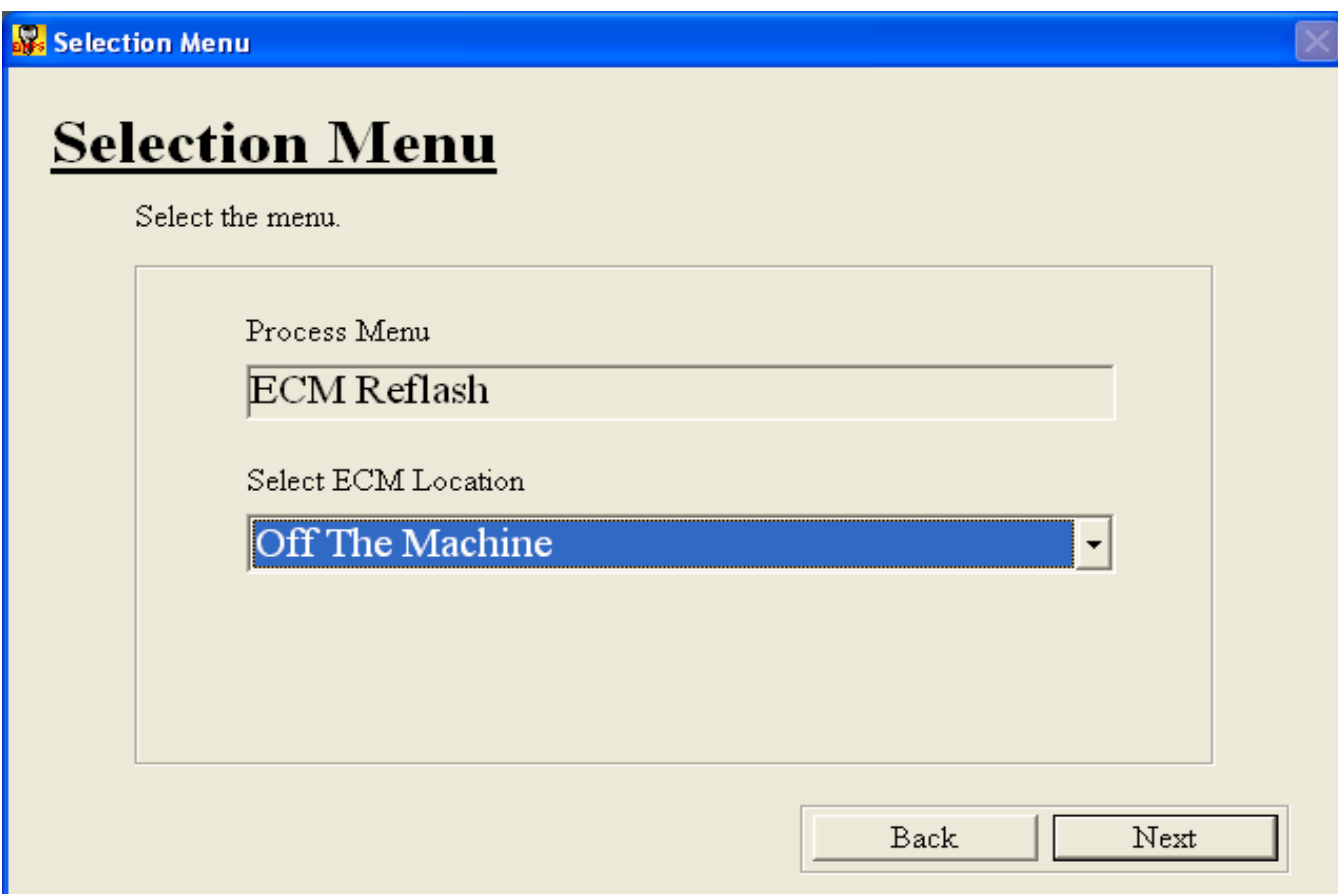 Selection Menu
Selection Menu
Select the menu.
Process Menu
ECM Reflash
Select ECM Location
Off The Machine
Back
Next